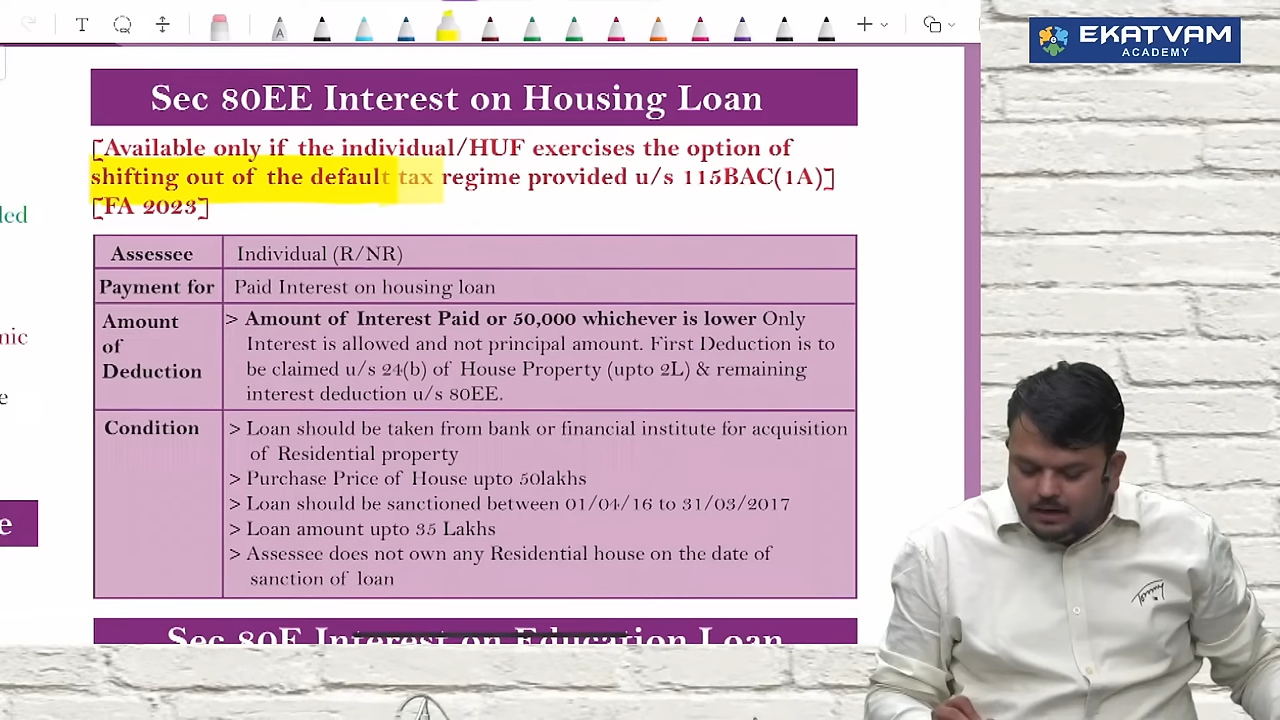 T
A
EKATVAM
ACADEMY
Sec 80EE Interest on Housing Loan
[Available only if the individual/HUF exercises the option of
shifting out of the default tax regime provided u/s 115BAC(1A)]
[FA 2023]
Assessee
Individual (R/NR)
Payment for
Paid Interest on housing loan
Amount
of
Deduction
> Amount of Interest Paid or 50,000 whichever is lower Only
Interest is allowed and not principal amount. First Deduction is to
be claimed u/s 24(b) of House Property (upto 2L) & remaining
interest deduction u/s 80EE.
Condition
> Loan should be taken from bank or financial institute for acquisition
of Residential property
> Purchase Price of House upto 50lakhs
> Loan should be sanctioned between 01/04/16 to 31/03/2017
> Loan amount upto 35 Lakhs
> Assessee does not own any Residential house on the date of
sanction of loan
Sec 80E Interest on Education Loan